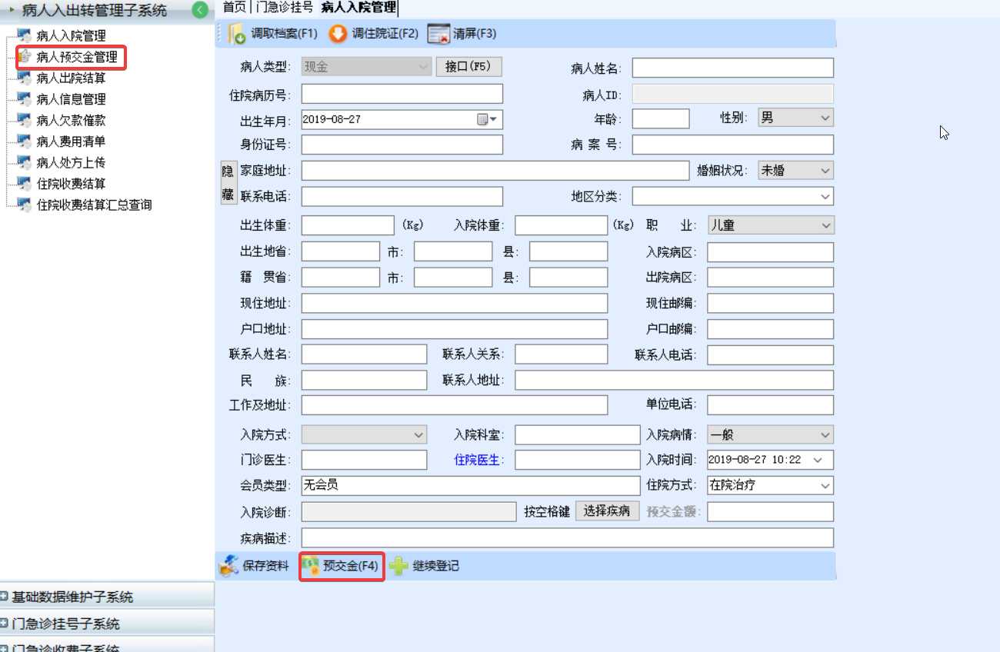 病人入出转管理子系统
病人入院管理
病人预交金管理
病人出院结算
病人信息管理
病人欠款催款
病人费用清单
病人处方上传
住院收费结算
住院收费结算汇总查询
基础数据维护子系统
门急诊挂号子系统
门急诊收费子系统
首页 门急诊挂号 病人入院管理
调取档案(F1) 调住院证(F2) 清屏(F3)
病人类型: 现金 接口(F5) 病人姓名:
住院病历号: 病人ID:
出生年月: 2019-08-27 年龄: 性别: 男
身份证号: 病 案 号:
隐藏
家庭地址: 婚姻状况: 未婚
联系电话: 地区分类:
出生体重: (Kg) 入院体重: (Kg) 职 业: 儿童
出生地省: 市: 县: 入院病区:
籍 贯省: 市: 县: 出院病区:
现住地址: 现住邮编:
户口地址: 户口邮编:
联系人姓名: 联系人关系: 联系人电话:
民 族: 联系人地址:
工作及地址: 单位电话:
入院方式: 入院科室: 入院病情: 一般
门诊医生: 住院医生: 入院时间: 2019-08-27 10:22
会员类型: 无会员 住院方式: 在院治疗
入院诊断: 按空格键 选择疾病 预交金额:
疾病描述:
保存资料 预交金(F4) 继续登记